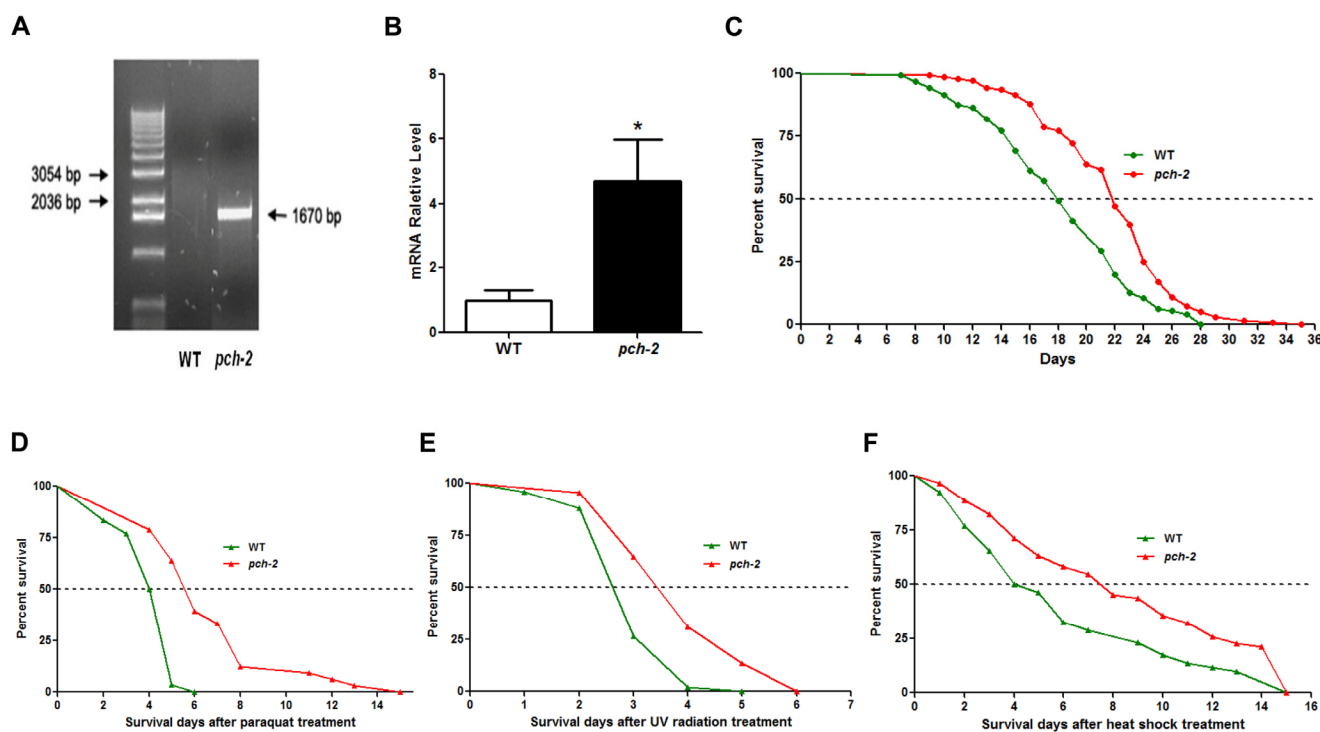 A
3054 bp
2036 bp
1670 bp
WT pch-2
B
mRNA Raletive Level
8
6
4
2
0
*
WT pch-2
C
Percent survival
100
75
50
25
0
WT
pch-2
0 2 4 6 8 10 12 14 16 18 20 22 24 26 28 30 32 34 36
Days
D
Percent survival
100
75
50
25
0
WT
pch-2
0 2 4 6 8 10 12 14
Survival days after paraquat treatment
E
Percent survival
100
75
50
25
0
WT
pch-2
0 1 2 3 4 5 6 7
Survival days after UV radiation treatment
F
Percent survival
100
75
50
25
0
WT
pch-2
0 2 4 6 8 10 12 14 16
Survival days after heat shock treatment